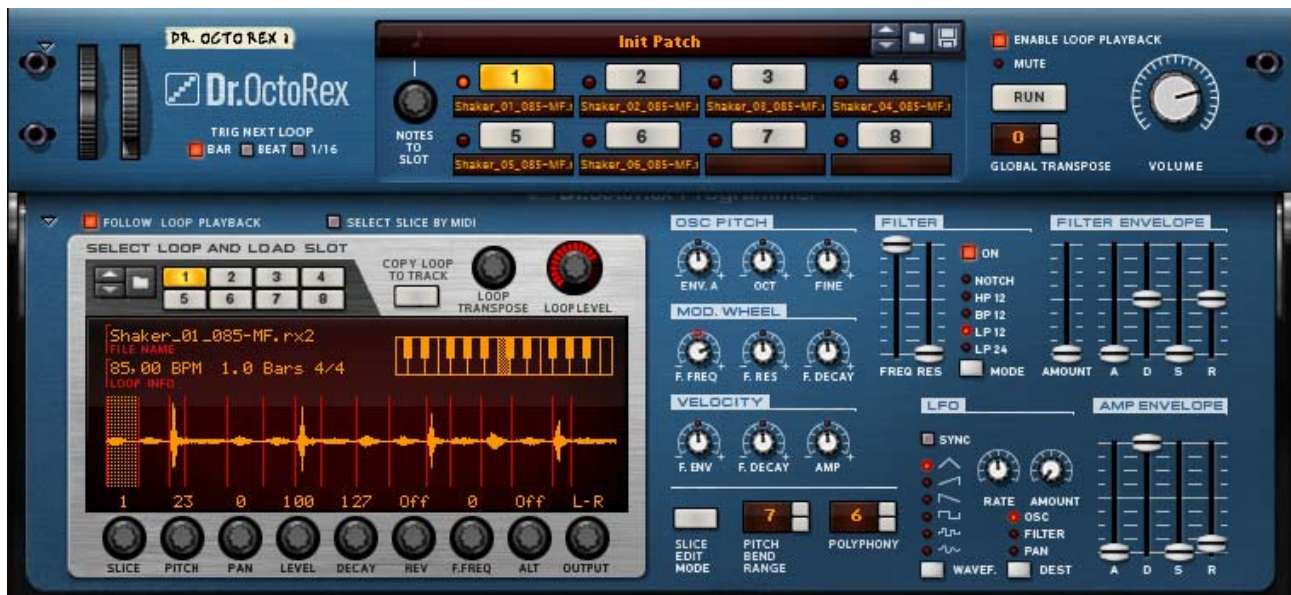 DR. OCTO REX 1
Dr.OctoRex
TRIG NEXT LOOP
BAR BEAT 1/16
Init Patch
NOTES TO SLOT
1 2 3 4
Shaker_01_085-MF.r Shaker_02_085-MF.r Shaker_03_085-MF.r Shaker_04_085-MF.r
5 6 7 8
Shaker_05_085-MF.r Shaker_06_085-MF.r
ENABLE LOOP PLAYBACK
MUTE
RUN
0
GLOBAL TRANSPOSE
VOLUME
Dr.OctoRex Programmer
FOLLOW LOOP PLAYBACK
SELECT SLICE BY MIDI
SELECT LOOP AND LOAD SLOT
1 2 3 4
5 6 7 8
COPY LOOP
TO TRACK
LOOP
TRANSPOSE
LOOP LEVEL
Shaker_01_085-MF.rx2
FILE NAME
85,00 BPM 1.0 Bars 4/4
LOOP INFO
1 23 0 100 127 Off 0 Off L-R
SLICE PITCH PAN LEVEL DECAY REV F.FREQ ALT OUTPUT
OSC PITCH
ENV. A OCT FINE
MOD. WHEEL
F. FREQ F. RES F. DECAY
VELOCITY
F. ENV F. DECAY AMP
SLICE
EDIT
MODE
7
PITCH
BEND
RANGE
6
POLYPHONY
FILTER
ON
NOTCH
HP 12
BP 12
LP 12
LP 24
MODE
FREQ RES
FILTER ENVELOPE
AMOUNT A D S R
LFO
SYNC
RATE AMOUNT
OSC
FILTER
PAN
WAVEF. DEST
AMP ENVELOPE
A D S R